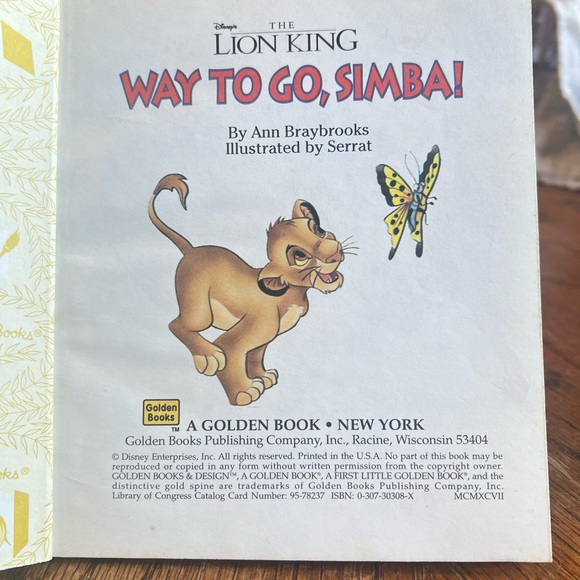 Disney's
THE
LION KING
WAY TO GO, SIMBA!
By Ann Braybrooks
Illustrated by Serrat
Golden
Books
TM
A GOLDEN BOOK • NEW YORK
Golden Books Publishing Company, Inc., Racine, Wisconsin 53404
© Disney Enterprises, Inc. All rights reserved. Printed in the U.S.A. No part of this book may be
reproduced or copied in any form without written permission from the copyright owner.
GOLDEN BOOKS & DESIGN™, A GOLDEN BOOK®, A FIRST LITTLE GOLDEN BOOK®, and the
distinctive gold spine are trademarks of Golden Books Publishing Company, Inc.
Library of Congress Catalog Card Number: 95-78237 ISBN: 0-307-30308-X MCMXCVII
Books®